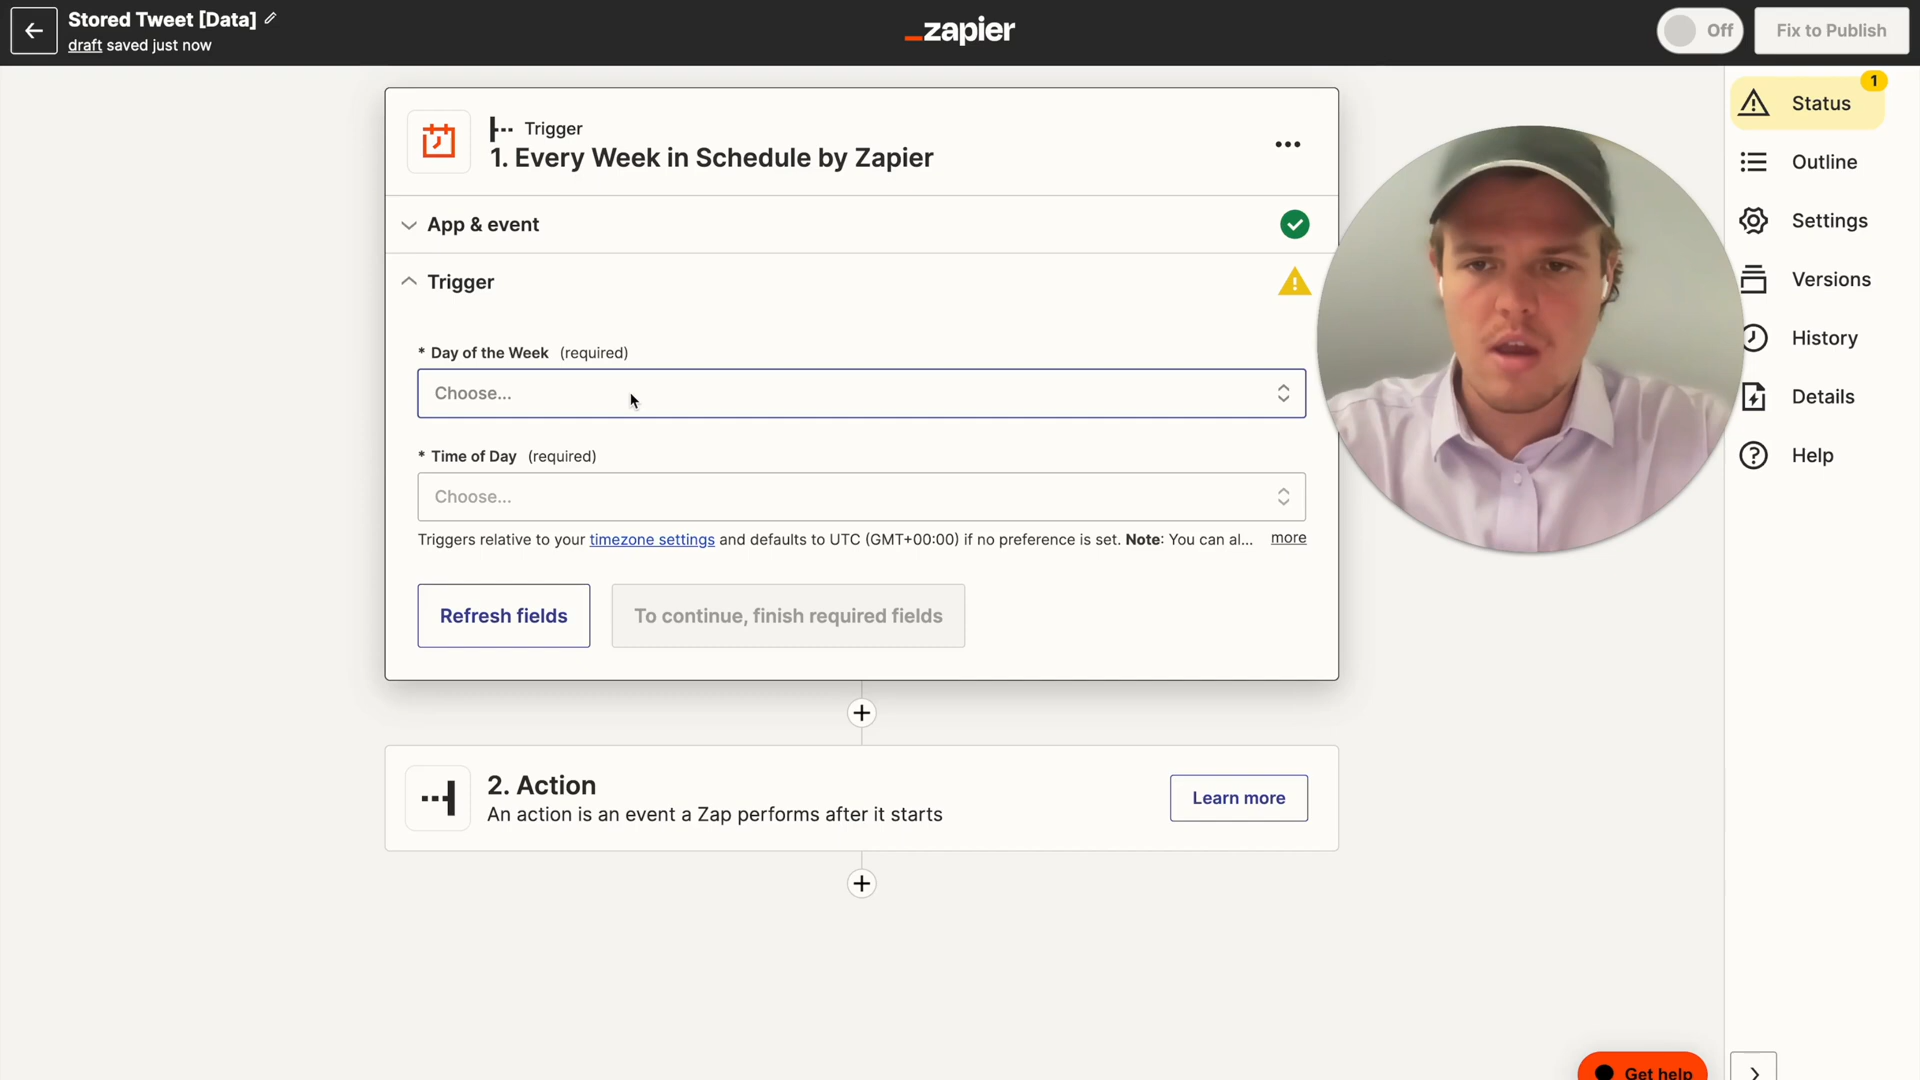 Stored Tweet [Data]
draft saved just now
zapier
Off
Fix to Publish
Trigger
1. Every Week in Schedule by Zapier
App & event
Trigger
* Day of the Week (required)
Choose...
* Time of Day (required)
Choose...
Triggers relative to your timezone settings and defaults to UTC (GMT+00:00) if no preference is set. Note: You can al... more
Refresh fields
To continue, finish required fields
2. Action
An action is an event a Zap performs after it starts
Learn more
1
Status
Outline
Settings
Versions
History
Details
Help
Get help